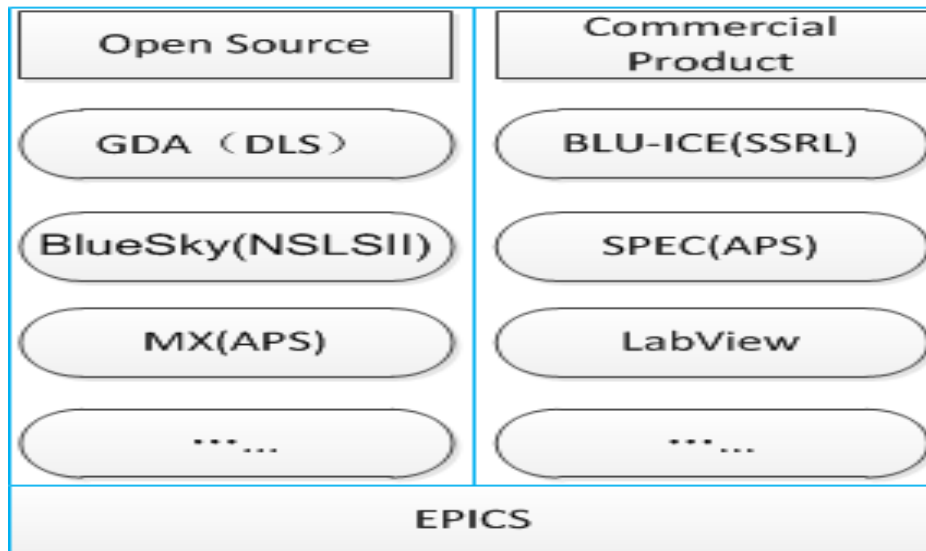 Open Source
GDA （DLS）
BlueSky(NSLSII)
MX(APS)
……
Commercial
Product
BLU-ICE(SSRL)
SPEC(APS)
LabView
……
EPICS